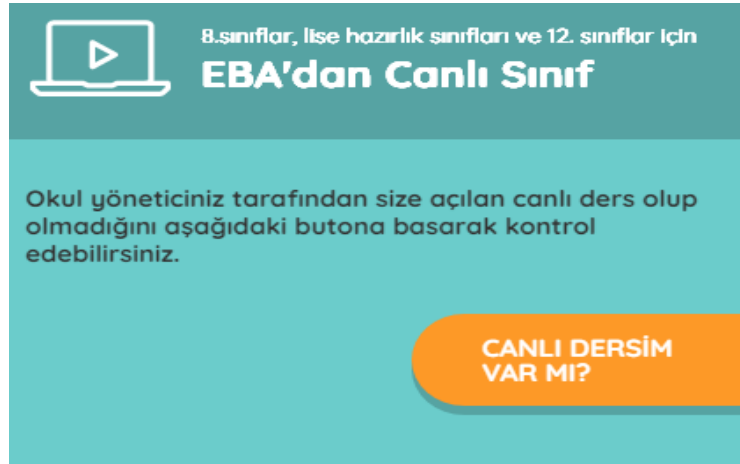 8.sınıflar, lise hazırlık sınıfları ve 12. sınıflar için
EBA'dan Canlı Sınıf
Okul yöneticiniz tarafından size açılan canlı ders olup
olmadığını aşağıdaki butona basarak kontrol
edebilirsiniz.
CANLI DERSİM
VAR MI?